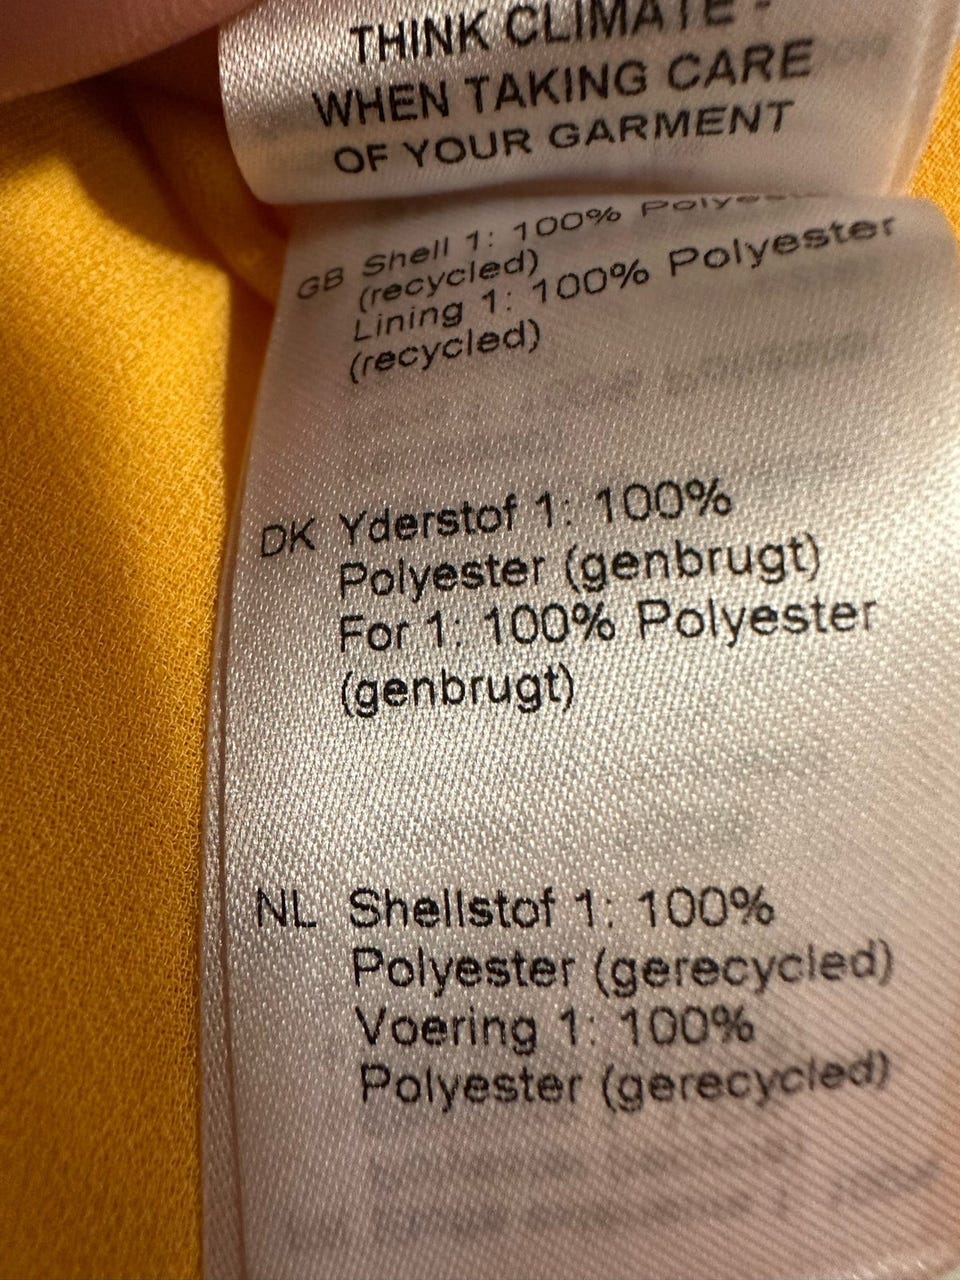 THINK CLIMATE -
WHEN TAKING CARE
OF YOUR GARMENT
GB Shell 1: 100% Polyester
(recycled)
Lining 1: 100% Polyester
(recycled)
DK Yderstof 1: 100%
Polyester (genbrugt)
For 1: 100% Polyester
(genbrugt)
NL Shellstof 1: 100%
Polyester (gerecycled)
Voering 1: 100%
Polyester (gerecycled)